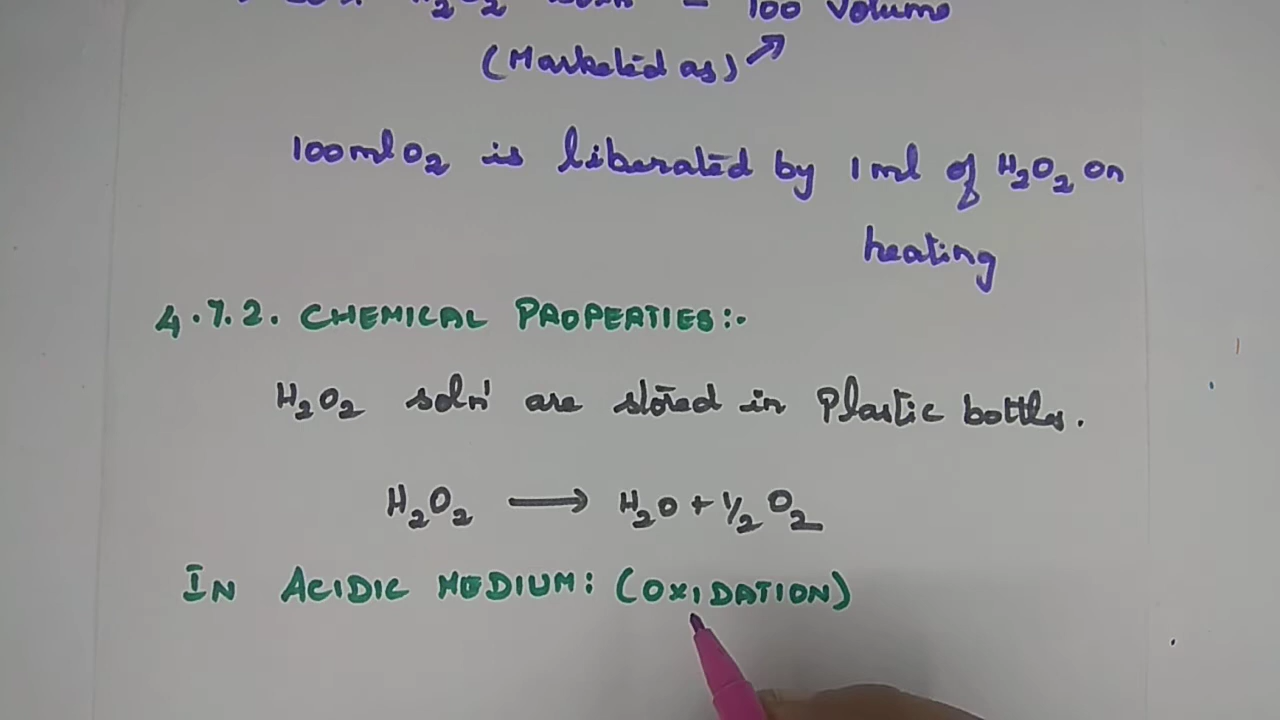 H2O2 = 100 Volume
(Marketed as) ↗
100ml O2 is liberated by 1ml of H2O2 on
heating
4.7.2. CHEMICAL PROPERTIES:-
H2O2 soln' are stored in Plastic bottles.
H2O2 ⟶ H2O + 1/2 O2
IN ACIDIC MEDIUM: (OXIDATION)